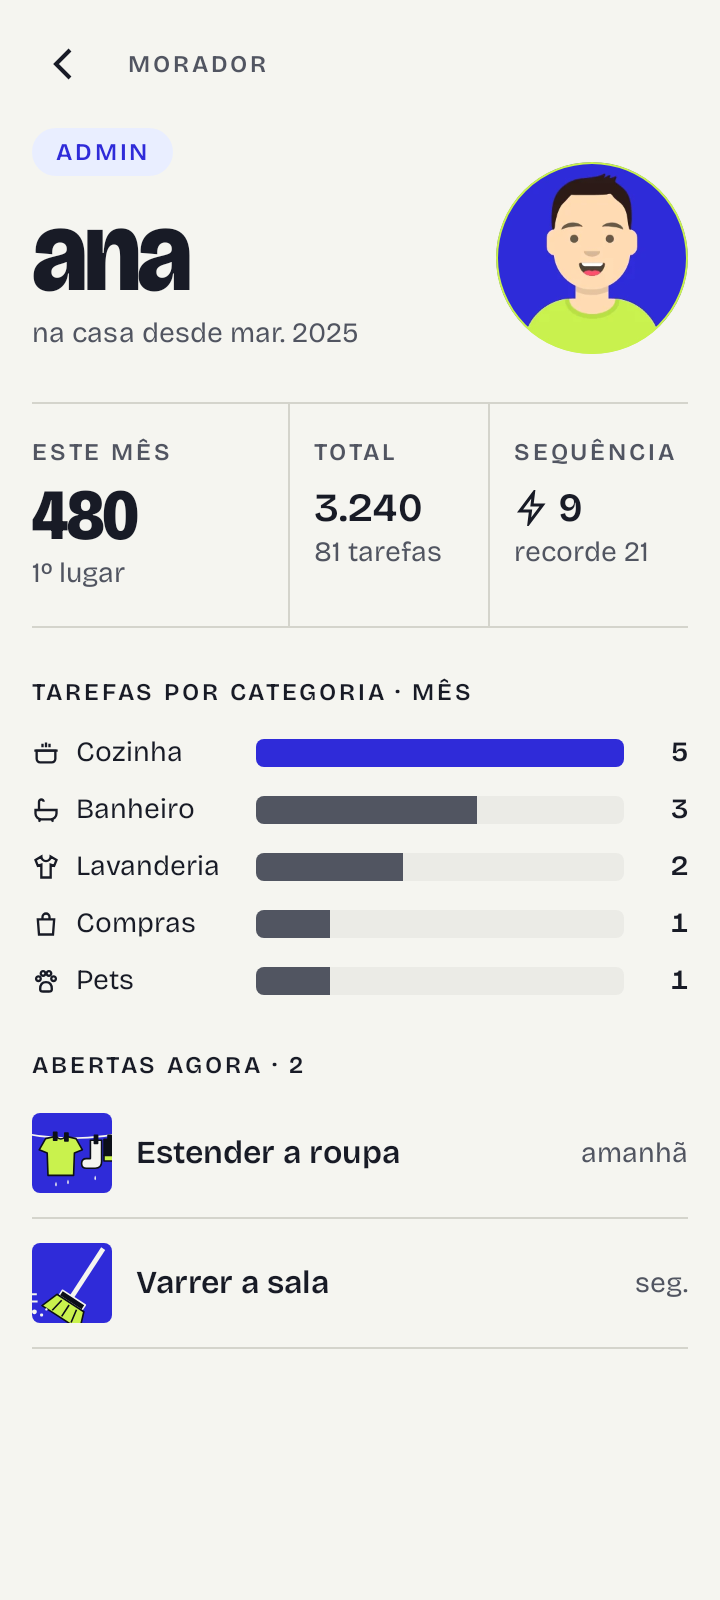 MORADOR
ADMIN
ana
na casa desde mar. 2025
ESTE MÊS
480
1º lugar
TOTAL
3.240
81 tarefas
SEQUÊNCIA
9
recorde 21
TAREFAS POR CATEGORIA · MÊS
Cozinha 5
Banheiro 3
Lavanderia 2
Compras 1
Pets 1
ABERTAS AGORA · 2
Estender a roupa amanhã
Varrer a sala seg.